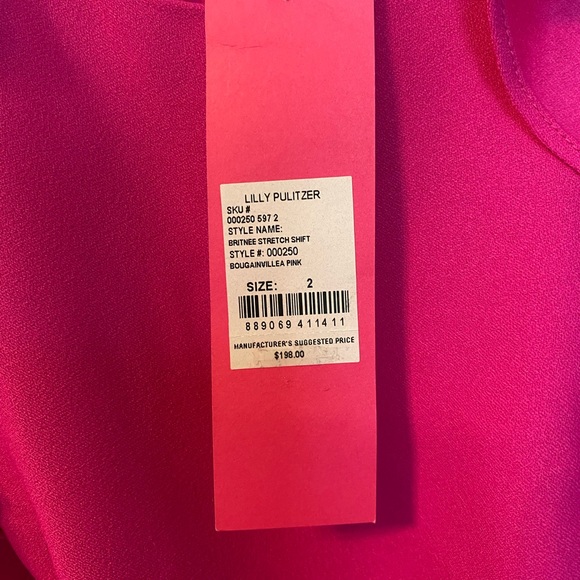 LILLY PULITZER
SKU #
000250 597 2
STYLE NAME:
BRITNEE STRETCH SHIFT
STYLE #: 000250
BOUGAINVILLEA PINK
SIZE: 2
889069 411411
MANUFACTURER'S SUGGESTED PRICE
$198.00